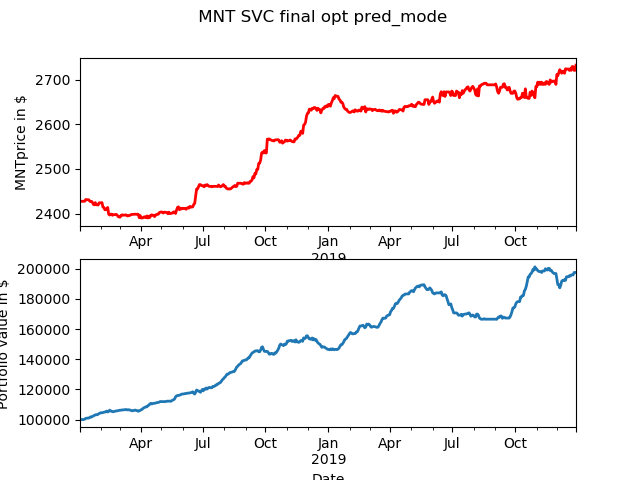 MNT SVC final opt pred_mode
MNTprice in $
2700
2600
2500
2400
Apr Jul Oct Jan Apr Jul Oct
2019
Portfolio value in $
200000
180000
160000
140000
120000
100000
Apr Jul Oct Jan Apr Jul Oct
2019
Date